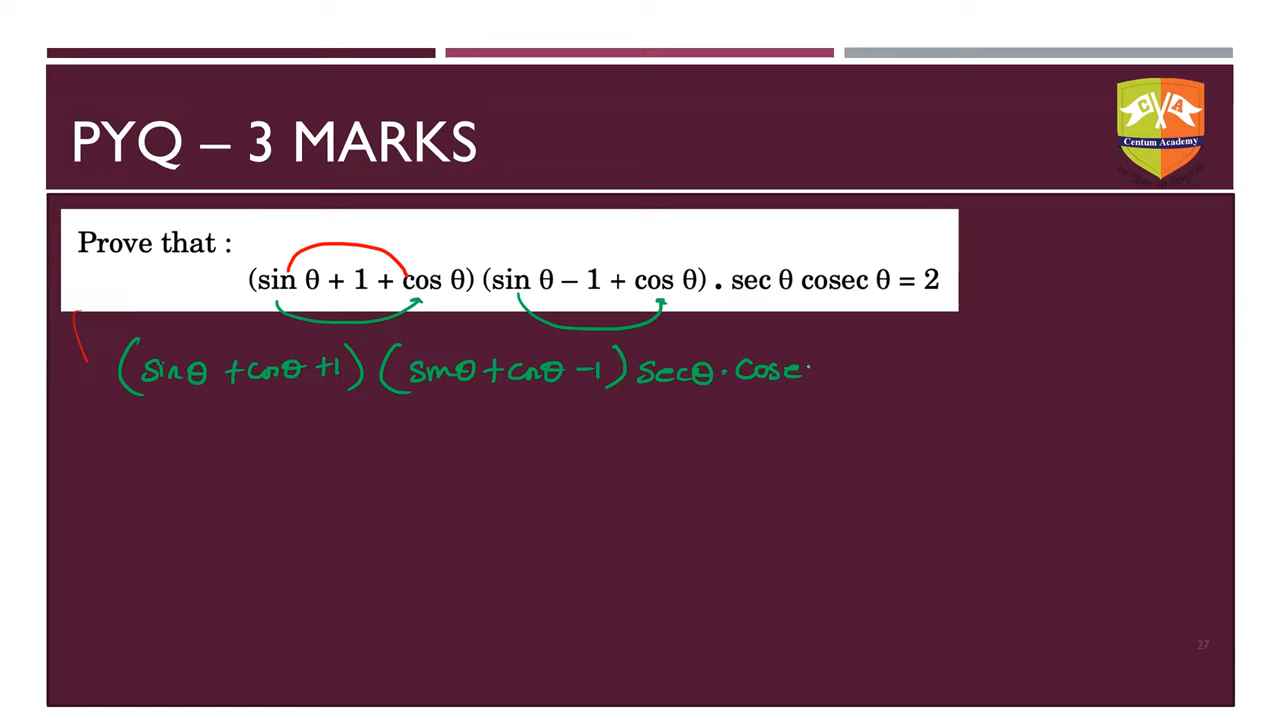 PYQ – 3 MARKS
C A
Centum Academy
Prove that :
(sin θ + 1 + cos θ) (sin θ – 1 + cos θ) . sec θ cosec θ = 2
(sinθ + cosθ +1) (sinθ + cosθ -1) secθ . cose
27